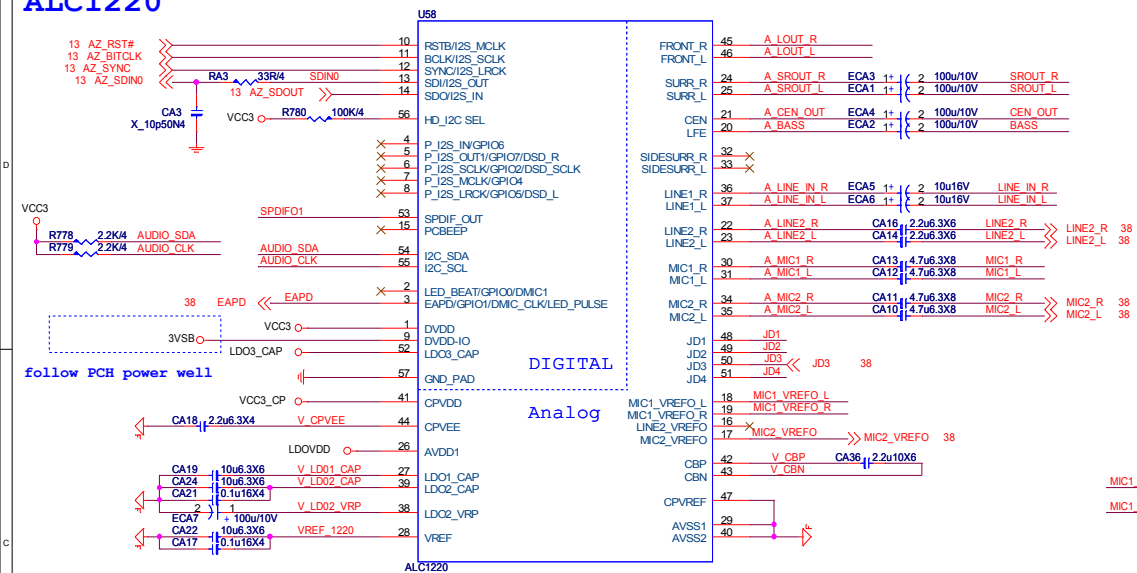 ALC1220
U58
13 AZ_RST#
13 AZ_BITCLK
13 AZ_SYNC
13 AZ_SDIN0
RA3 33R/4 SDIN0
13 AZ_SDOUT
CA3
X_10p50N4
VCC3 R780 100K/4
10 RSTB/I2S_MCLK
11 BCLK/I2S_SCLK
12 SYNC/I2S_LRCK
13 SDI/I2S_OUT
14 SDO/I2S_IN
56 HD_I2C SEL
4 P_I2S_IN/GPIO6
5 P_I2S_OUT1/GPIO7/DSD_R
6 P_I2S_SCLK/GPIO2/DSD_SCLK
7 P_I2S_MCLK/GPIO4
8 P_I2S_LRCK/GPIO5/DSD_L
SPDIFO1 53 SPDIF_OUT
15 PCBEEP
VCC3
R778 2.2K/4 AUDIO_SDA
R779 2.2K/4 AUDIO_CLK
AUDIO_SDA 54 I2C_SDA
AUDIO_CLK 55 I2C_SCL
2 LED_BEAT/GPIO0/DMIC1
38 EAPD EAPD 3 EAPD/GPIO1/DMIC_CLK/LED_PULSE
VCC3 1 DVDD
3VSB 9 DVDD-IO
LDO3_CAP 52 LDO3_CAP
follow PCH power well
57 GND_PAD
DIGITAL
Analog
VCC3_CP 41 CPVDD
CA18 2.2u6.3X4 V_CPVEE 44 CPVEE
LDOVDD 26 AVDD1
CA19 10u6.3X6 V_LD01_CAP 27 LDO1_CAP
CA24 10u6.3X6 V_LD02_CAP 39 LDO2_CAP
CA21 0.1u16X4
ECA7 2 1 + 100u/10V V_LD02_VRP 38 LDO2_VRP
CA22 10u6.3X6 VREF_1220 28 VREF
CA17 0.1u16X4
ALC1220
FRONT_R 45 A_LOUT_R
FRONT_L 46 A_LOUT_L
SURR_R 24 A_SROUT_R ECA3 1+ 2 100u/10V SROUT_R
SURR_L 25 A_SROUT_L ECA1 1+ 2 100u/10V SROUT_L
CEN 21 A_CEN_OUT ECA4 1+ 2 100u/10V CEN_OUT
LFE 20 A_BASS ECA2 1+ 2 100u/10V BASS
SIDESURR_R 32
SIDESURR_L 33
LINE1_R 36 A_LINE_IN_R ECA5 1+ 2 10u16V LINE_IN_R
LINE1_L 37 A_LINE_IN_L ECA6 1+ 2 10u16V LINE_IN_L
LINE2_R 22 A_LINE2_R CA16 2.2u6.3X6 LINE2_R LINE2_R 38
LINE2_L 23 A_LINE2_L CA14 2.2u6.3X6 LINE2_L LINE2_L 38
MIC1_R 30 A_MIC1_R CA13 4.7u6.3X8 MIC1_R
MIC1_L 31 A_MIC1_L CA12 4.7u6.3X8 MIC1_L
MIC2_R 34 A_MIC2_R CA11 4.7u6.3X8 MIC2_R MIC2_R 38
MIC2_L 35 A_MIC2_L CA10 4.7u6.3X8 MIC2_L MIC2_L 38
JD1 48 JD1
JD2 49 JD2
JD3 50 JD3 JD3 38
JD4 51 JD4
MIC1_VREFO_L 18 MIC1_VREFO_L
MIC1_VREFO_R 19 MIC1_VREFO_R
LINE2_VREFO 16
MIC2_VREFO 17 MIC2_VREFO MIC2_VREFO 38
CBP 42 V_CBP CA36 2.2u10X6
CBN 43 V_CBN
CPVREF 47
AVSS1 29
AVSS2 40
MIC1
MIC1
D
C